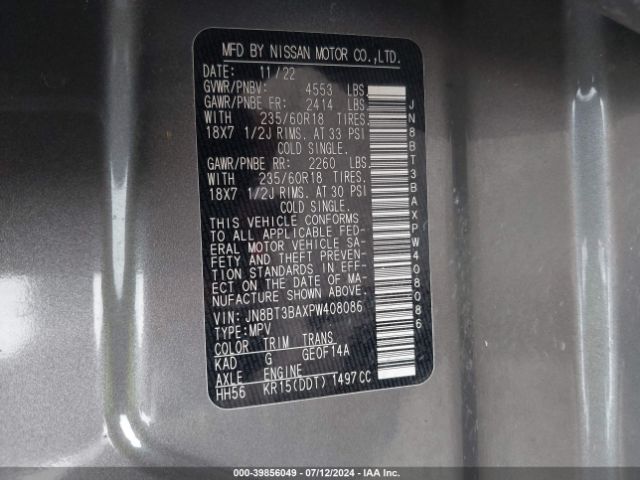 MFD BY NISSAN MOTOR CO.,LTD.
DATE: 11/22
GVWR/PNBV: 4553 LBS
GAWR/PNBE FR: 2414 LBS
WITH 235/60R18 TIRES.
18X7 1/2J RIMS. AT 33 PSI
COLD SINGLE.
GAWR/PNBE RR: 2260 LBS.
WITH 235/60R18 TIRES.
18X7 1/2J RIMS. AT 30 PSI
COLD SINGLE.
THIS VEHICLE CONFORMS
TO ALL APPLICABLE FED-
ERAL MOTOR VEHICLE SA-
FETY AND THEFT PREVEN-
TION STANDARDS IN EFF-
ECT ON THE DATE OF MA-
NUFACTURE SHOWN ABOVE.
VIN: JN8BT3BAXPW408086
TYPE:MPV
COLOR TRIM TRANS
KAD G GE0F14A
AXLE ENGINE
HH56 KR15(DDT) 1497CC
JN8BT3BAXPW408086
000-39856049 - 07/12/2024 - IAA Inc.